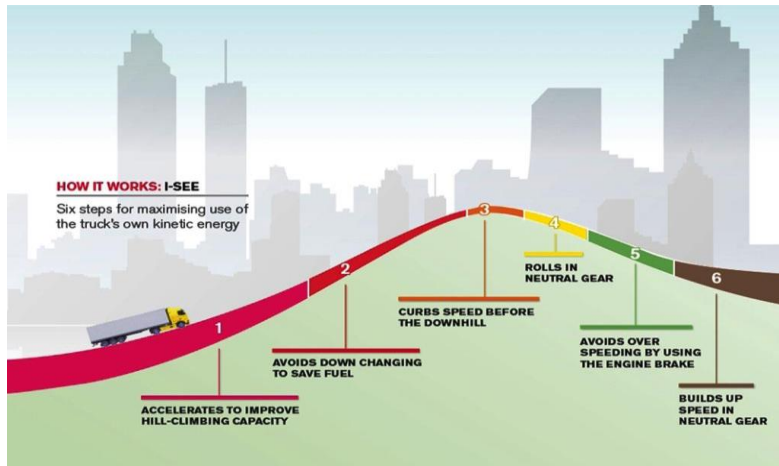 HOW IT WORKS: I-SEE
Six steps for maximising use of
the truck's own kinetic energy
1
ACCELERATES TO IMPROVE
HILL-CLIMBING CAPACITY
2
AVOIDS DOWN CHANGING
TO SAVE FUEL
3
CURBS SPEED BEFORE
THE DOWNHILL
4
ROLLS IN
NEUTRAL GEAR
5
AVOIDS OVER
SPEEDING BY USING
THE ENGINE BRAKE
6
BUILDS UP
SPEED IN
NEUTRAL GEAR